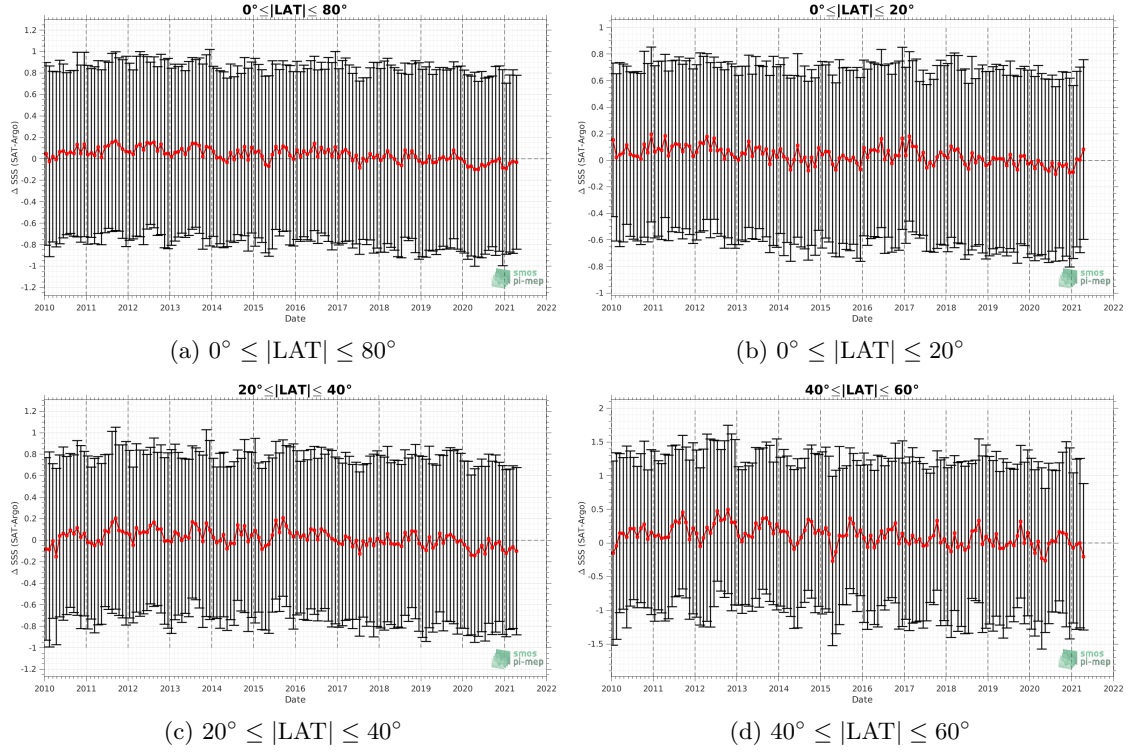 0°≤|LAT|≤ 80°
1.2
1
0.8
0.6
0.4
0.2
0
-0.2
-0.4
-0.6
-0.8
-1
-1.2
Δ SSS (SAT-Argo)
2010 2011 2012 2013 2014 2015 2016 2017 2018 2019 2020 2021 2022
Date
smos
pi-mep
(a) 0° ≤ |LAT| ≤ 80°
0°≤|LAT|≤ 20°
1
0.8
0.6
0.4
0.2
0
-0.2
-0.4
-0.6
-0.8
-1
Δ SSS (SAT-Argo)
2010 2011 2012 2013 2014 2015 2016 2017 2018 2019 2020 2021 2022
Date
smos
pi-mep
(b) 0° ≤ |LAT| ≤ 20°
20°≤|LAT|≤ 40°
1.2
1
0.8
0.6
0.4
0.2
0
-0.2
-0.4
-0.6
-0.8
-1
-1.2
Δ SSS (SAT-Argo)
2010 2011 2012 2013 2014 2015 2016 2017 2018 2019 2020 2021 2022
Date
smos
pi-mep
(c) 20° ≤ |LAT| ≤ 40°
40°≤|LAT|≤ 60°
2
1.5
1
0.5
0
-0.5
-1
-1.5
Δ SSS (SAT-Argo)
2010 2011 2012 2013 2014 2015 2016 2017 2018 2019 2020 2021 2022
Date
smos
pi-mep
(d) 40° ≤ |LAT| ≤ 60°